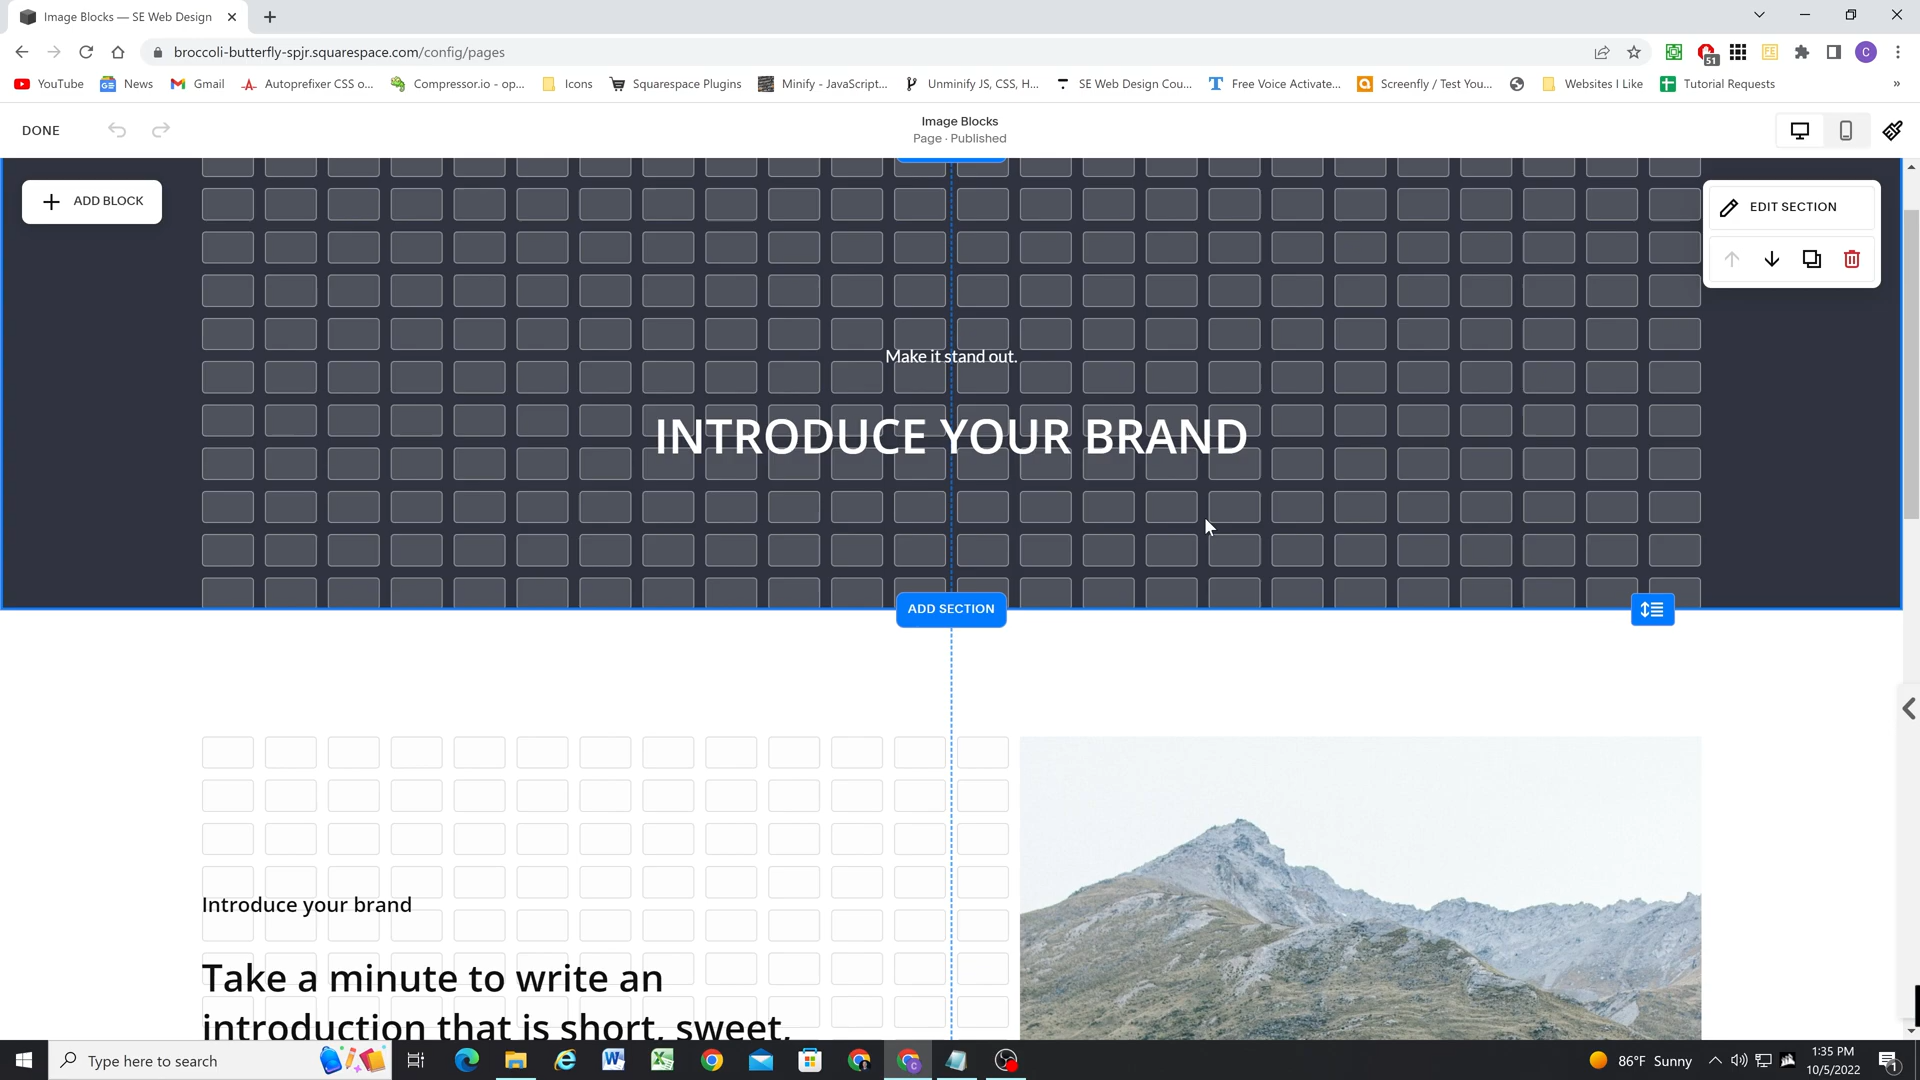 Image Blocks — SE Web Design
broccoli-butterfly-spjr.squarespace.com/config/pages
51
FE
C
YouTube
News
Gmail
Autoprefixer CSS o...
Compressor.io - op...
Icons
Squarespace Plugins
Minify - JavaScript...
Unminify JS, CSS, H...
SE Web Design Cou...
Free Voice Activate...
Screenfly / Test You...
Websites I Like
Tutorial Requests
»
DONE
Image Blocks
Page · Published
ADD BLOCK
EDIT SECTION
Make it stand out.
INTRODUCE YOUR BRAND
ADD SECTION
Introduce your brand
Take a minute to write an
introduction that is short, sweet,
Type here to search
86°F Sunny
1:35 PM
10/5/2022
1